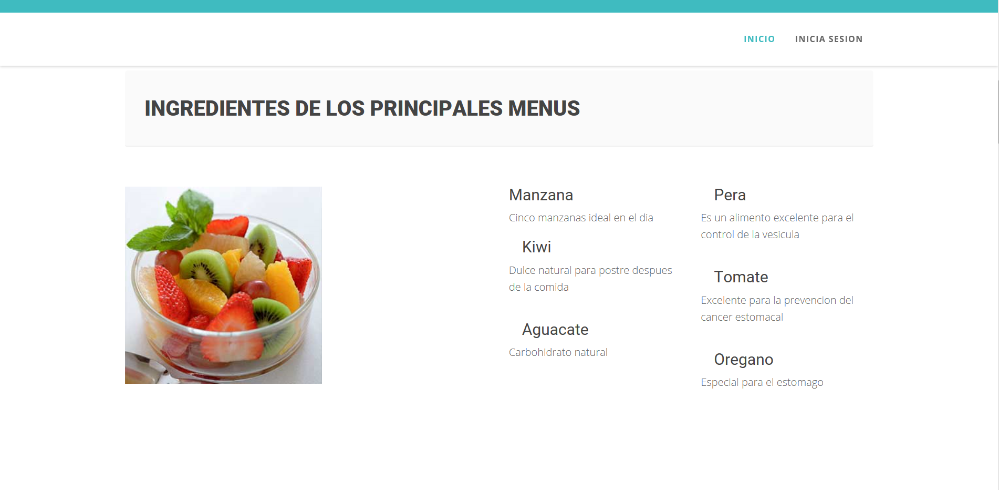 INICIO INICIA SESION
INGREDIENTES DE LOS PRINCIPALES MENUS
Manzana
Cinco manzanas ideal en el dia
Kiwi
Dulce natural para postre despues
de la comida
Aguacate
Carbohidrato natural
Pera
Es un alimento excelente para el
control de la vesicula
Tomate
Excelente para la prevencion del
cancer estomacal
Oregano
Especial para el estomago